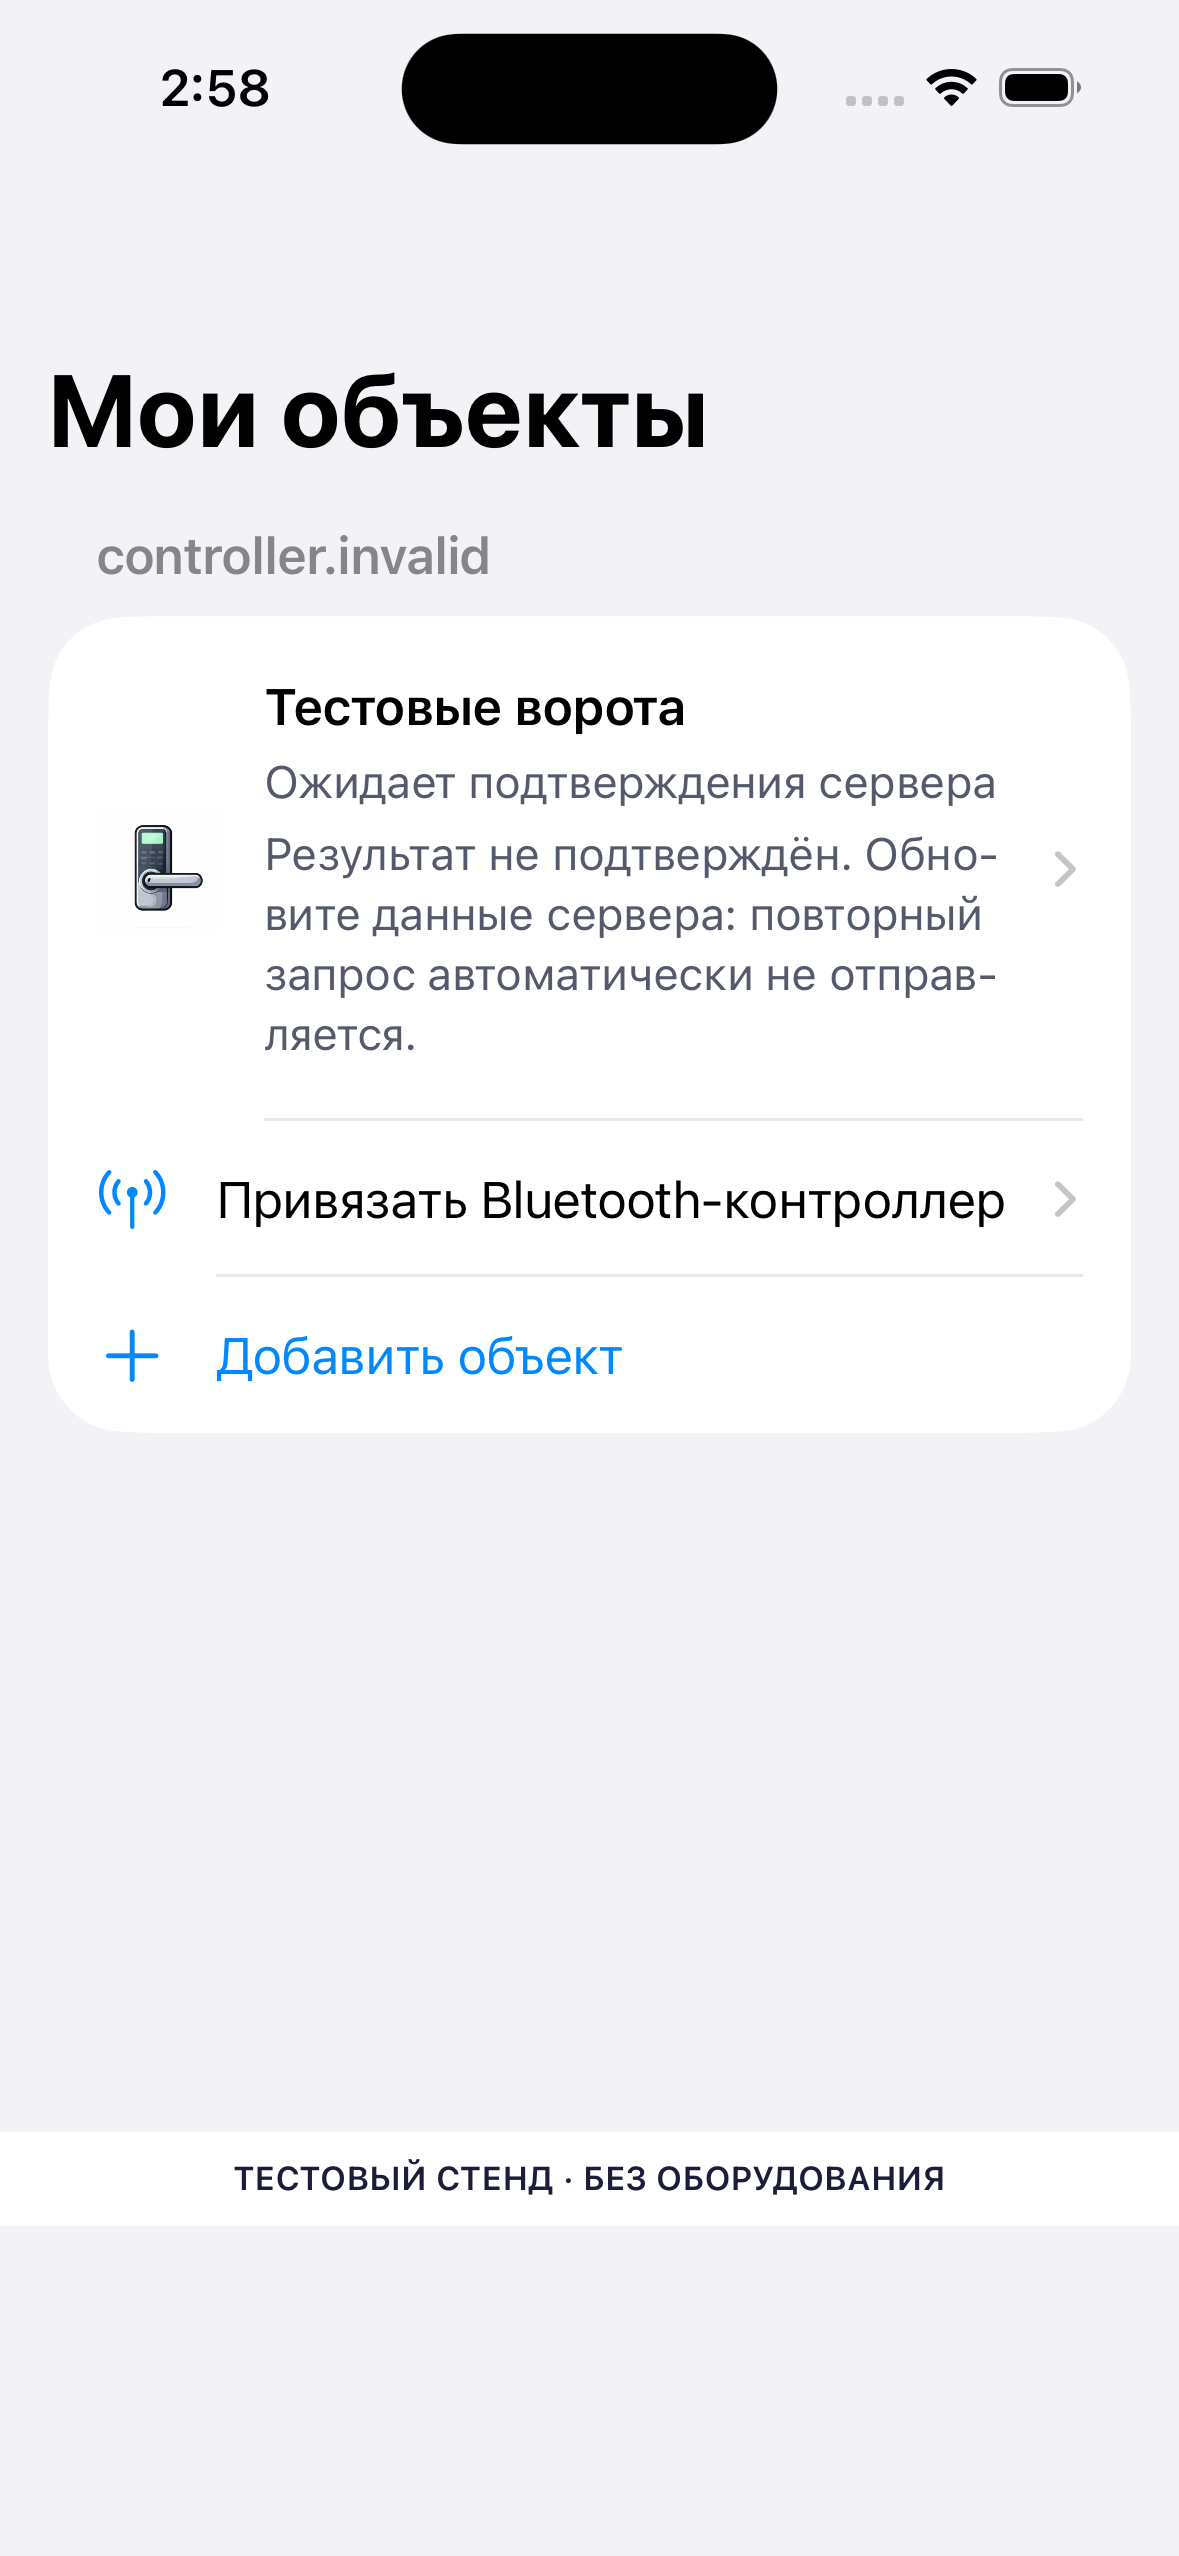 2:58
Мои объекты
controller.invalid
Тестовые ворота
Ожидает подтверждения сервера
Результат не подтверждён. Обно-
вите данные сервера: повторный
запрос автоматически не отправ-
ляется.
Привязать Bluetooth-контроллер
Добавить объект
ТЕСТОВЫЙ СТЕНД · БЕЗ ОБОРУДОВАНИЯ